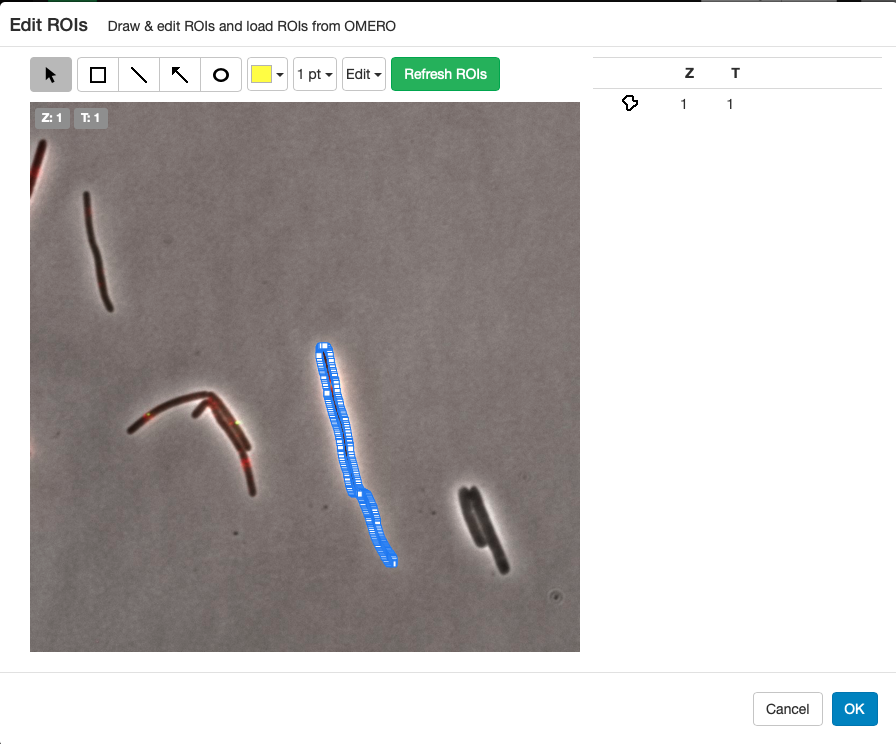 Edit ROIs Draw & edit ROIs and load ROIs from OMERO
1 pt Edit Refresh ROIs
Z T
Z: 1 T: 1
1 1
Cancel OK